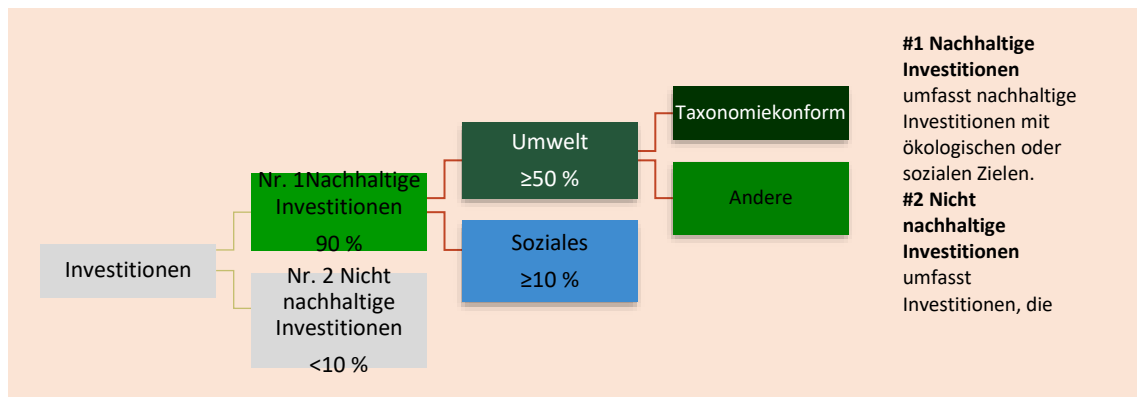 Investitionen
Nr. 1Nachhaltige
Investitionen
90 %
Nr. 2 Nicht
nachhaltige
Investitionen
<10 %
Umwelt
≥50 %
Soziales
≥10 %
Taxonomiekonform
Andere
#1 Nachhaltige
Investitionen
umfasst nachhaltige
Investitionen mit
ökologischen oder
sozialen Zielen.
#2 Nicht
nachhaltige
Investitionen
umfasst
Investitionen, die